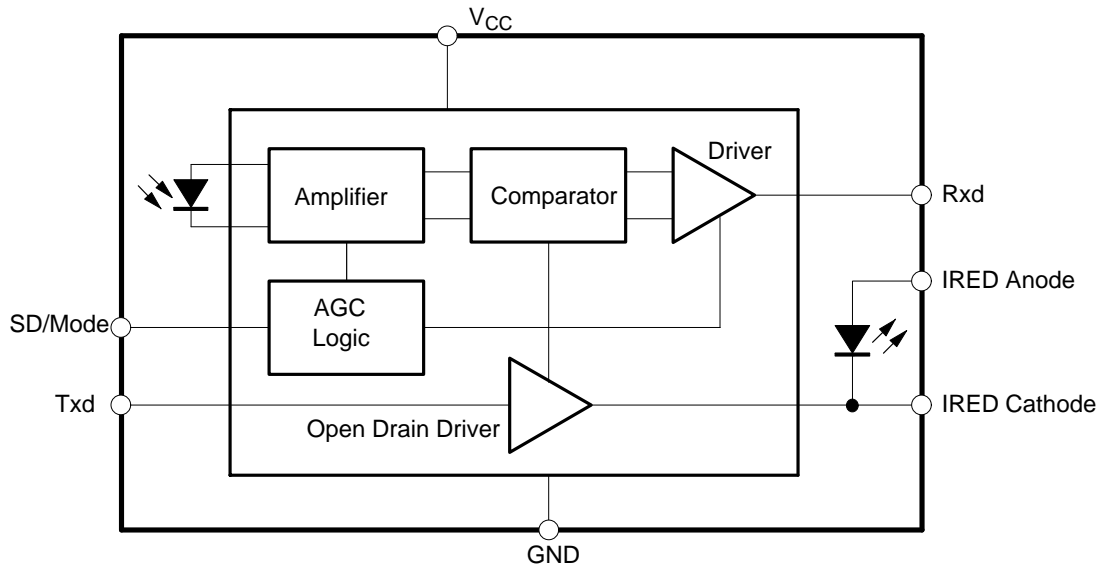 VCC
Driver
Amplifier
Comparator
Rxd
IRED Anode
AGC
Logic
SD/Mode
Txd
Open Drain Driver
IRED Cathode
GND